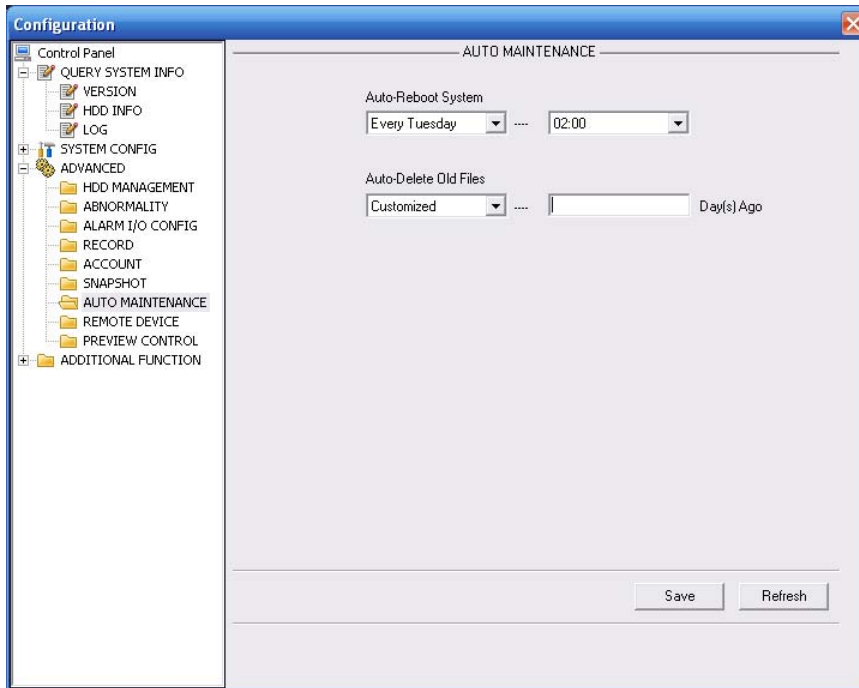 Configuration
Control Panel
QUERY SYSTEM INFO
VERSION
HDD INFO
LOG
SYSTEM CONFIG
ADVANCED
HDD MANAGEMENT
ABNORMALITY
ALARM I/O CONFIG
RECORD
ACCOUNT
SNAPSHOT
AUTO MAINTENANCE
REMOTE DEVICE
PREVIEW CONTROL
ADDITIONAL FUNCTION
AUTO MAINTENANCE
Auto-Reboot System
Every Tuesday ---- 02:00
Auto-Delete Old Files
Customized ---- Day(s) Ago
Save Refresh